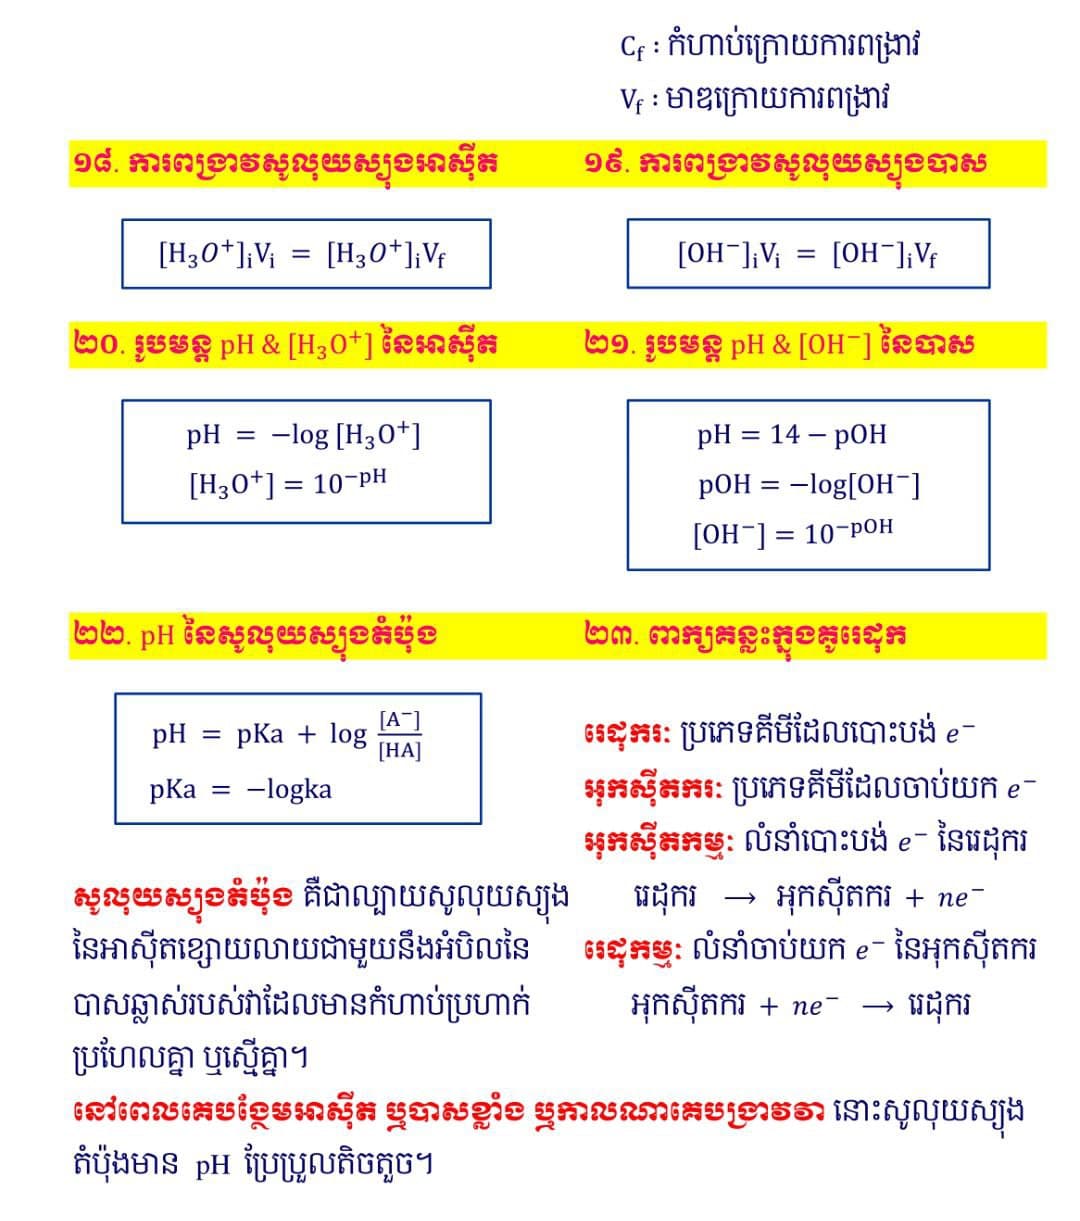 C_f : កំហាប់ក្រោយការពង្រាវ
V_f : មាឌក្រោយការពង្រាវ
១៨. ការពង្រាវសូលុយស្យុងអាស៊ីត
[H₃O⁺]ᵢVᵢ = [H₃O⁺]ᵢV_f
១៩. ការពង្រាវសូលុយស្យុងបាស
[OH⁻]ᵢVᵢ = [OH⁻]ᵢV_f
២០. រូបមន្ត pH & [H₃O⁺] នៃអាស៊ីត
pH = −log [H₃O⁺]
[H₃O⁺] = 10⁻ᵖᴴ
២១. រូបមន្ត pH & [OH⁻] នៃបាស
pH = 14 − pOH
pOH = −log[OH⁻]
[OH⁻] = 10⁻ᵖᴼᴴ
២២. pH នៃសូលុយស្យុងតំប៉ុង
pH = pKa + log [A⁻]/[HA]
pKa = −logka
សូលុយស្យុងតំប៉ុង គឺជាល្បាយសូលុយស្យុង
នៃអាស៊ីតខ្សោយលាយជាមួយនឹងអំបិលនៃ
បាសឆ្លាស់របស់វាដែលមានកំហាប់ប្រហាក់
ប្រហែលគ្នា ឬស្មើគ្នា។
២៣. ពាក្យគន្លឹះក្នុងគូរេដុក
រេដុករ: ប្រភេទគីមីដែលបោះបង់ e⁻
អុកស៊ីតករ: ប្រភេទគីមីដែលចាប់យក e⁻
អុកស៊ីតកម្ម: លំនាំបោះបង់ e⁻ នៃរេដុករ
រេដុករ ⟶ អុកស៊ីតករ + ne⁻
រេដុកម្ម: លំនាំចាប់យក e⁻ នៃអុកស៊ីតករ
អុកស៊ីតករ + ne⁻ ⟶ រេដុករ
នៅពេលគេបន្ថែមអាស៊ីត ឬបាសខ្លាំង ឬកាលណាគេបង្រាវវា នោះសូលុយស្យុង
តំប៉ុងមាន pH ប្រែប្រួលតិចតួច។